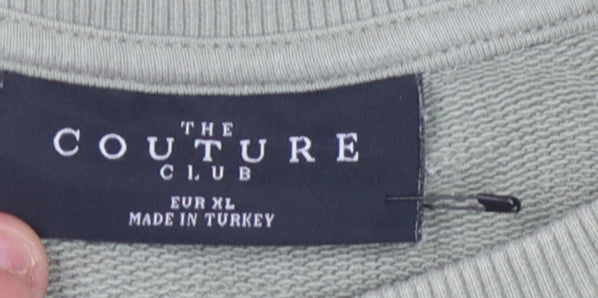 THE
COUTURE
CLUB
EUR XL
MADE IN TURKEY